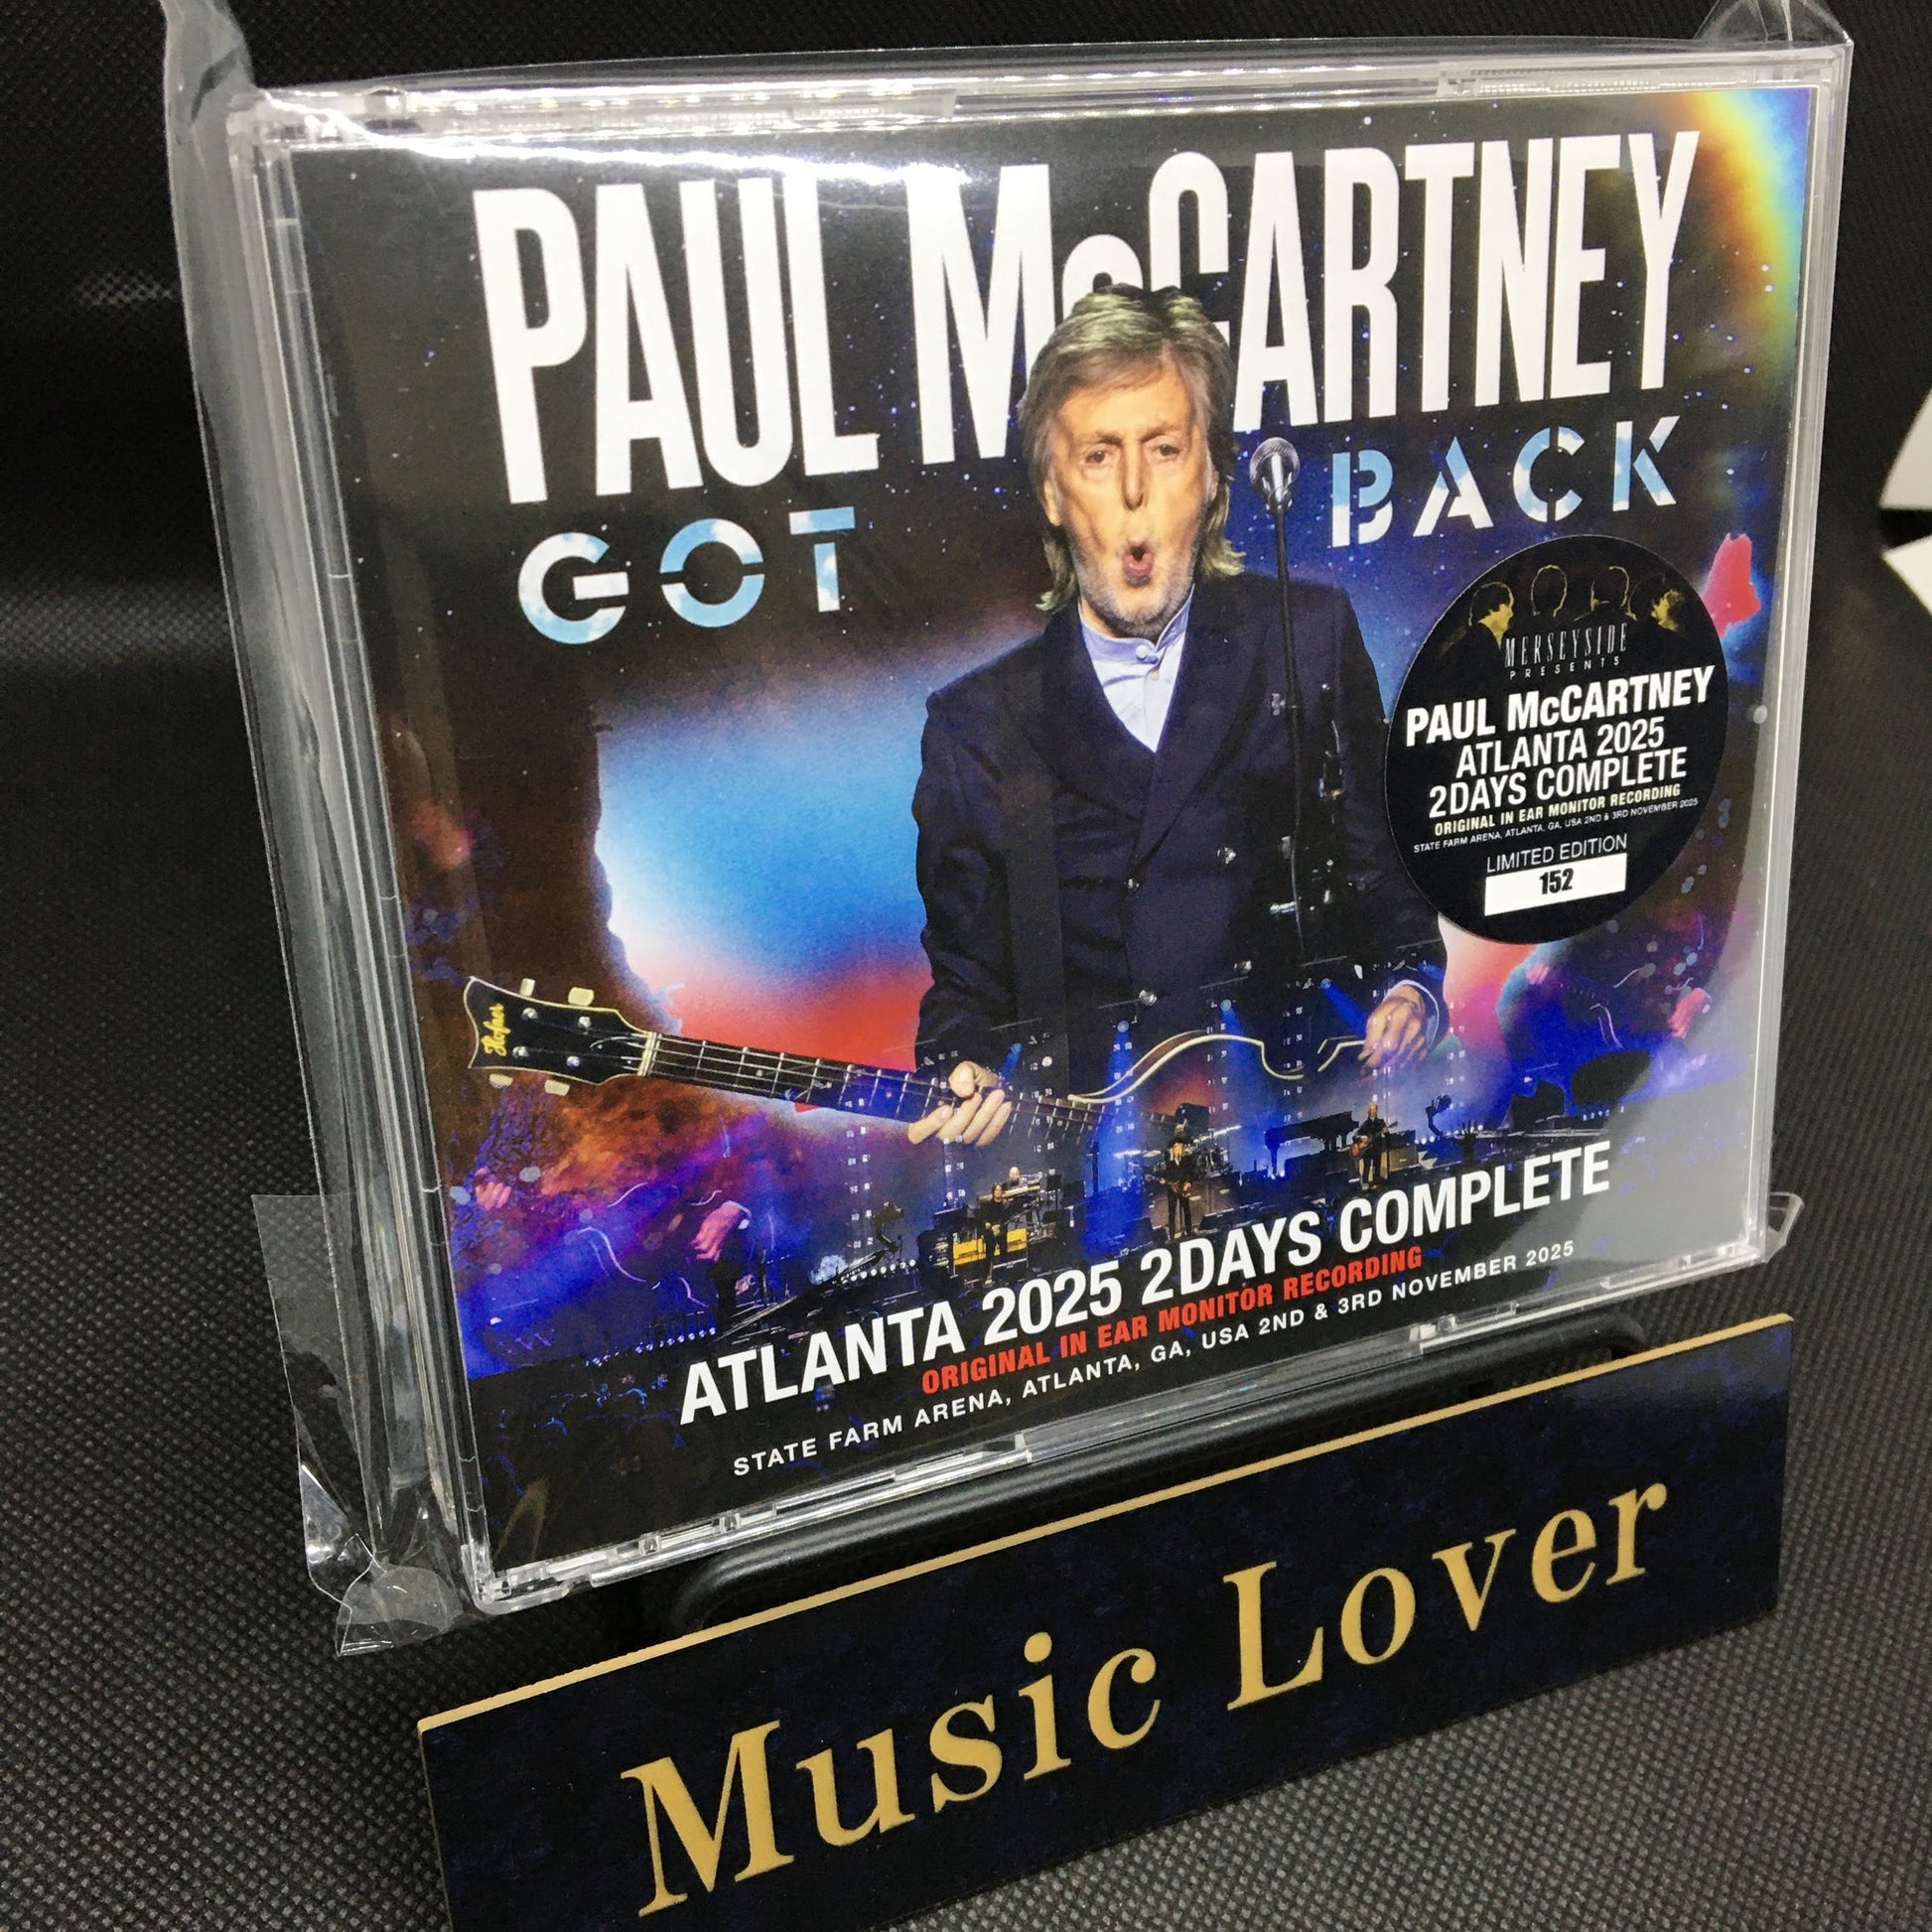 PAUL McCARTNEY
GOT BACK
MERSEYSIDE
PRESENTS
PAUL McCARTNEY
ATLANTA 2025
2DAYS COMPLETE
ORIGINAL IN EAR MONITOR RECORDING
STATE FARM ARENA, ATLANTA, GA, USA 2ND & 3RD NOVEMBER 2025
LIMITED EDITION
152
Hofner
ATLANTA 2025 2DAYS COMPLETE
ORIGINAL IN EAR MONITOR RECORDING
STATE FARM ARENA, ATLANTA, GA, USA 2ND & 3RD NOVEMBER 2025
Music Lover